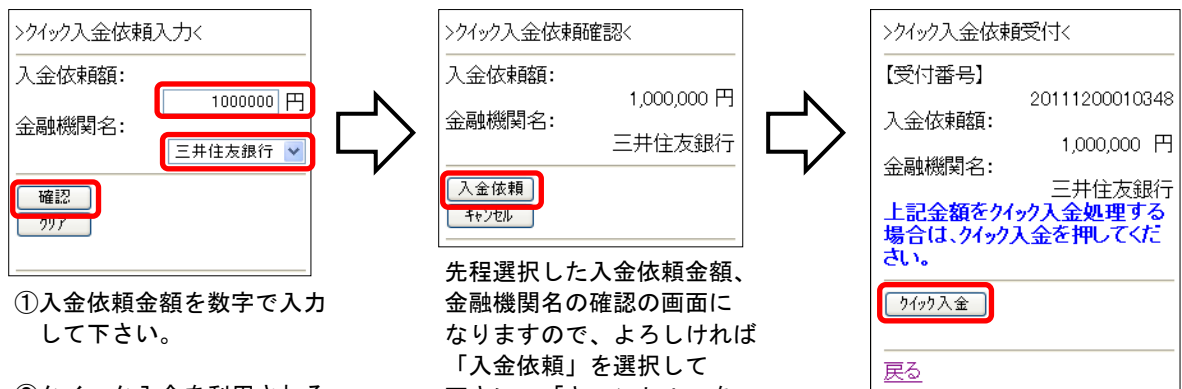 >クイック入金依頼入力<
入金依頼額:
1000000 円
金融機関名:
三井住友銀行
確認
クリア
①入金依頼金額を数字で入力
して下さい。
>クイック入金依頼確認<
入金依頼額:
1,000,000 円
金融機関名:
三井住友銀行
入金依頼
キャンセル
先程選択した入金依頼金額、
金融機関名の確認の画面に
なりますので、よろしければ
「入金依頼」を選択して
>クイック入金依頼受付<
【受付番号】
20111200010348
入金依頼額:
1,000,000 円
金融機関名:
三井住友銀行
上記金額をクイック入金処理する
場合は、クイック入金を押してくだ
さい。
クイック入金
戻る